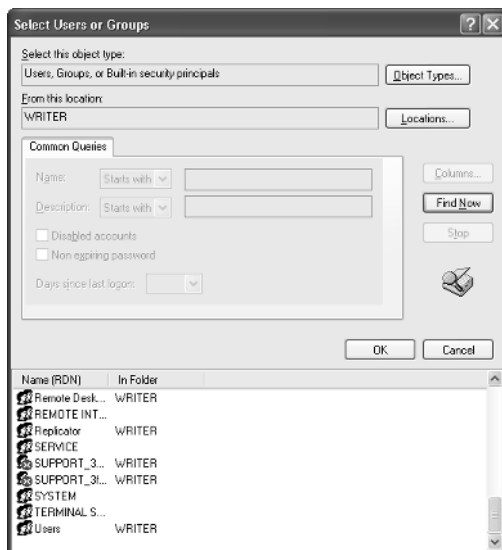 Select Users or Groups
Select this object type:
Users, Groups, or Built-in security principals
Object Types...
From this location:
WRITER
Locations...
Common Queries
Name: Starts with
Columns...
Description: Starts with
Find Now
Disabled accounts
Stop
Non expiring password
Days since last logon:
OK Cancel
Name (RDN) In Folder
Remote Desk... WRITER
REMOTE INT...
Replicator WRITER
SERVICE
SUPPORT_3... WRITER
SUPPORT_3!... WRITER
SYSTEM
TERMINAL S...
Users WRITER